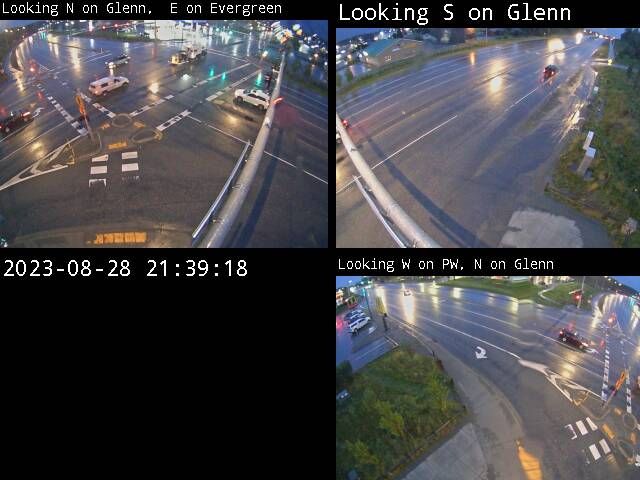 Looking N on Glenn, E on Evergreen
Looking S on Glenn
2023-08-28 21:39:18
Looking W on PW, N on Glenn